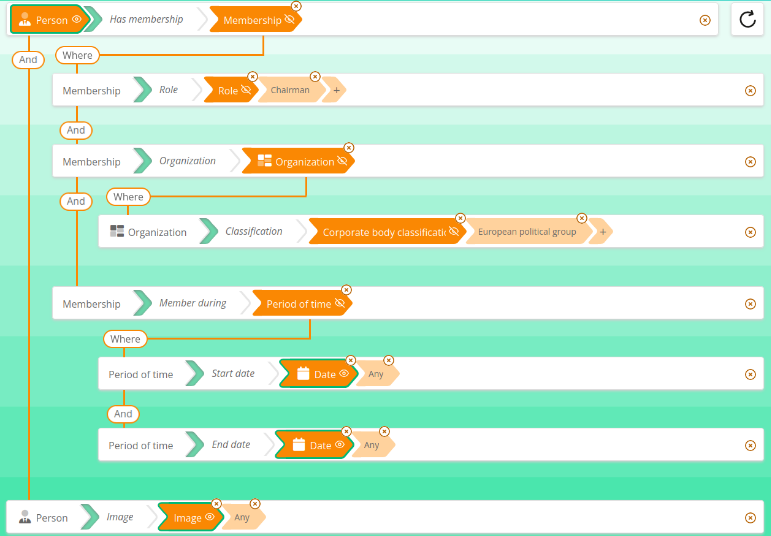 Person Has membership Membership
And Where
Membership Role Role Chairman +
And
Membership Organization Organization
And Where
Organization Classification Corporate body classificatic European political group +
Membership Member during Period of time
Where
Period of time Start date Date Any
And
Period of time End date Date Any
Person Image Image Any